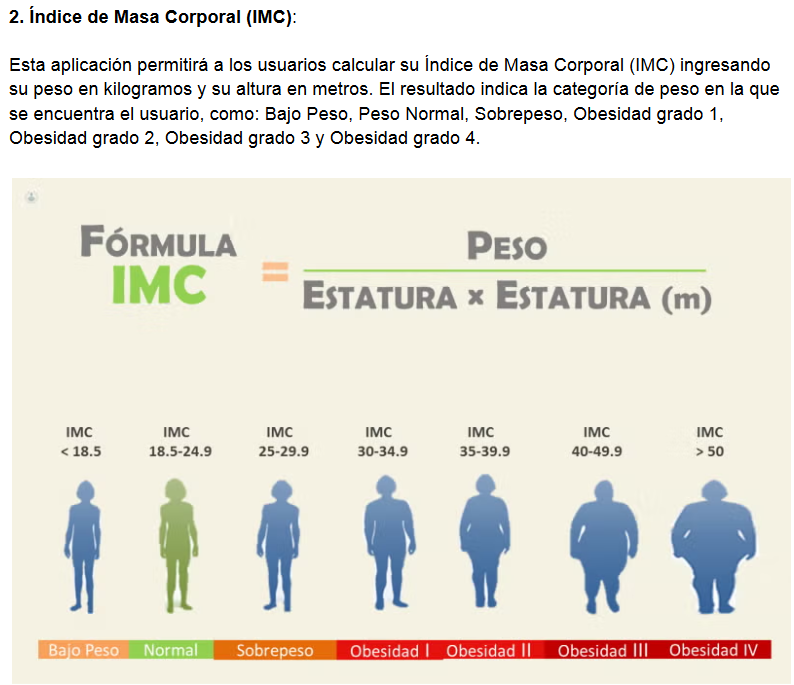 2. Índice de Masa Corporal (IMC):
Esta aplicación permitirá a los usuarios calcular su Índice de Masa Corporal (IMC) ingresando
su peso en kilogramos y su altura en metros. El resultado indica la categoría de peso en la que
se encuentra el usuario, como: Bajo Peso, Peso Normal, Sobrepeso, Obesidad grado 1,
Obesidad grado 2, Obesidad grado 3 y Obesidad grado 4.
FÓRMULA
IMC
=
PESO
ESTATURA × ESTATURA (m)
IMC IMC IMC IMC IMC IMC IMC
< 18.5 18.5-24.9 25-29.9 30-34.9 35-39.9 40-49.9 > 50
Bajo Peso Normal Sobrepeso Obesidad I Obesidad II Obesidad III Obesidad IV